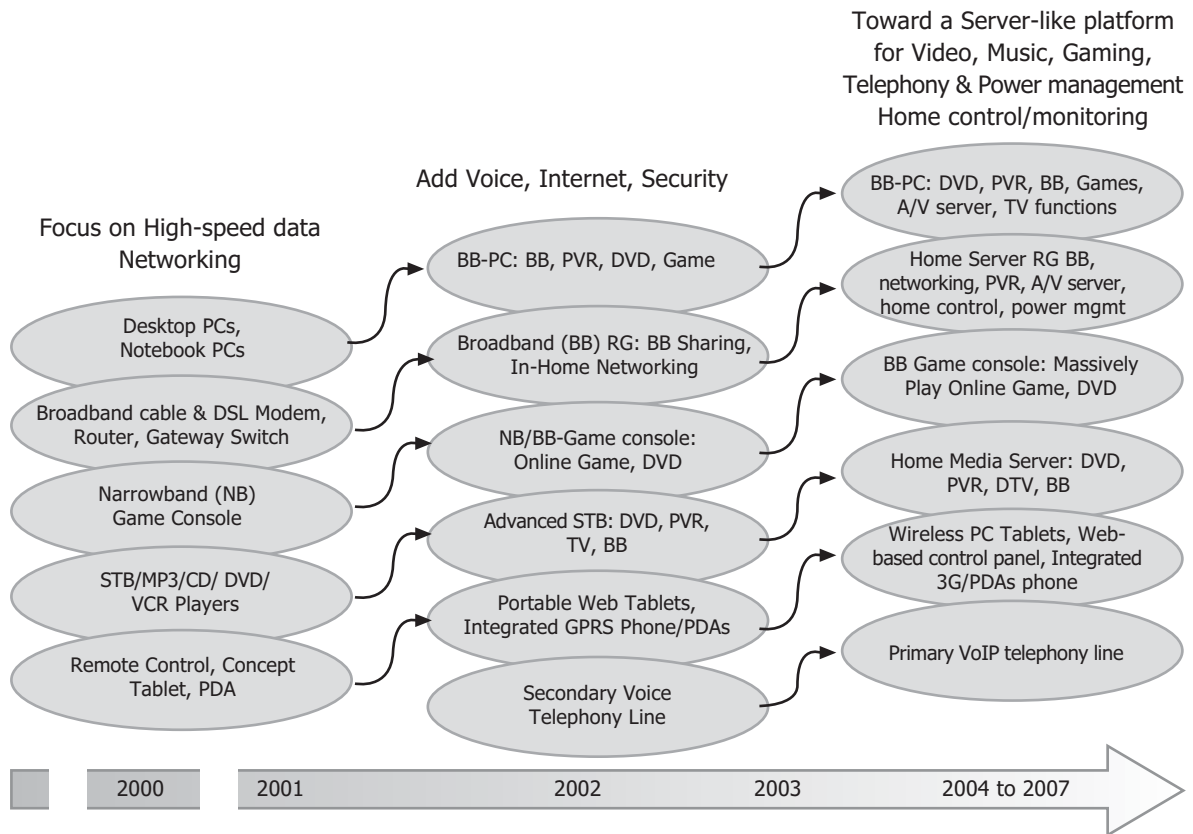 Focus on High-speed data
Networking
Desktop PCs,
Notebook PCs
Broadband cable & DSL Modem,
Router, Gateway Switch
Narrowband (NB)
Game Console
STB/MP3/CD/ DVD/
VCR Players
Remote Control, Concept
Tablet, PDA
Add Voice, Internet, Security
BB-PC: BB, PVR, DVD, Game
Broadband (BB) RG: BB Sharing,
In-Home Networking
NB/BB-Game console:
Online Game, DVD
Advanced STB: DVD, PVR,
TV, BB
Portable Web Tablets,
Integrated GPRS Phone/PDAs
Secondary Voice
Telephony Line
Toward a Server-like platform
for Video, Music, Gaming,
Telephony & Power management
Home control/monitoring
BB-PC: DVD, PVR, BB, Games,
A/V server, TV functions
Home Server RG BB,
networking, PVR, A/V server,
home control, power mgmt
BB Game console: Massively
Play Online Game, DVD
Home Media Server: DVD,
PVR, DTV, BB
Wireless PC Tablets, Web-
based control panel, Integrated
3G/PDAs phone
Primary VoIP telephony line
2000 2001 2002 2003 2004 to 2007